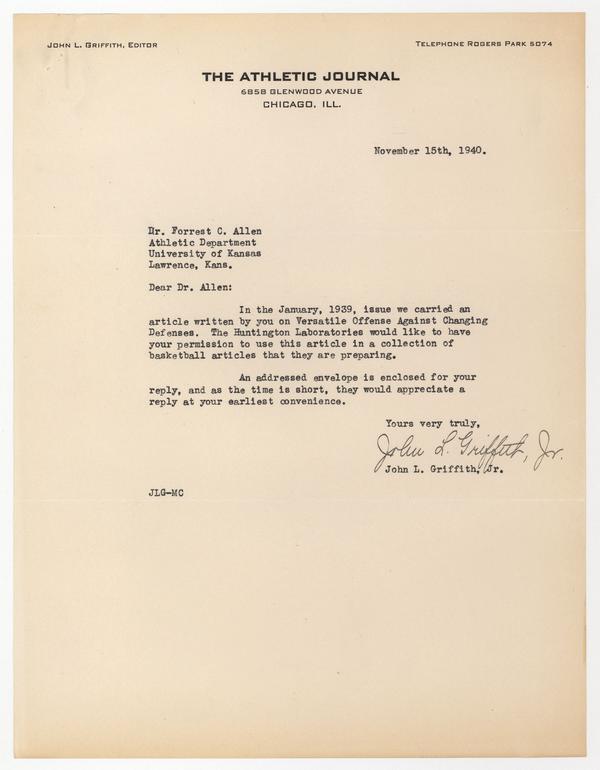 JOHN L. GRIFFITH, EDITOR
TELEPHONE ROGERS PARK 5074
THE ATHLETIC JOURNAL
6858 GLENWOOD AVENUE
CHICAGO, ILL.
November 15th, 1940.
Dr. Forrest C. Allen
Athletic Department
University of Kansas
Lawrence, Kans.
Dear Dr. Allen:
In the January, 1939, issue we carried an
article written by you on Versatile Offense Against Changing
Defenses. The Huntington Laboratories would like to have
your permission to use this article in a collection of
basketball articles that they are preparing.
An addressed envelope is enclosed for your
reply, and as the time is short, they would appreciate a
reply at your earliest convenience.
Yours very truly,
John L. Griffith, Jr.
John L. Griffith, Jr.
JLG-MC